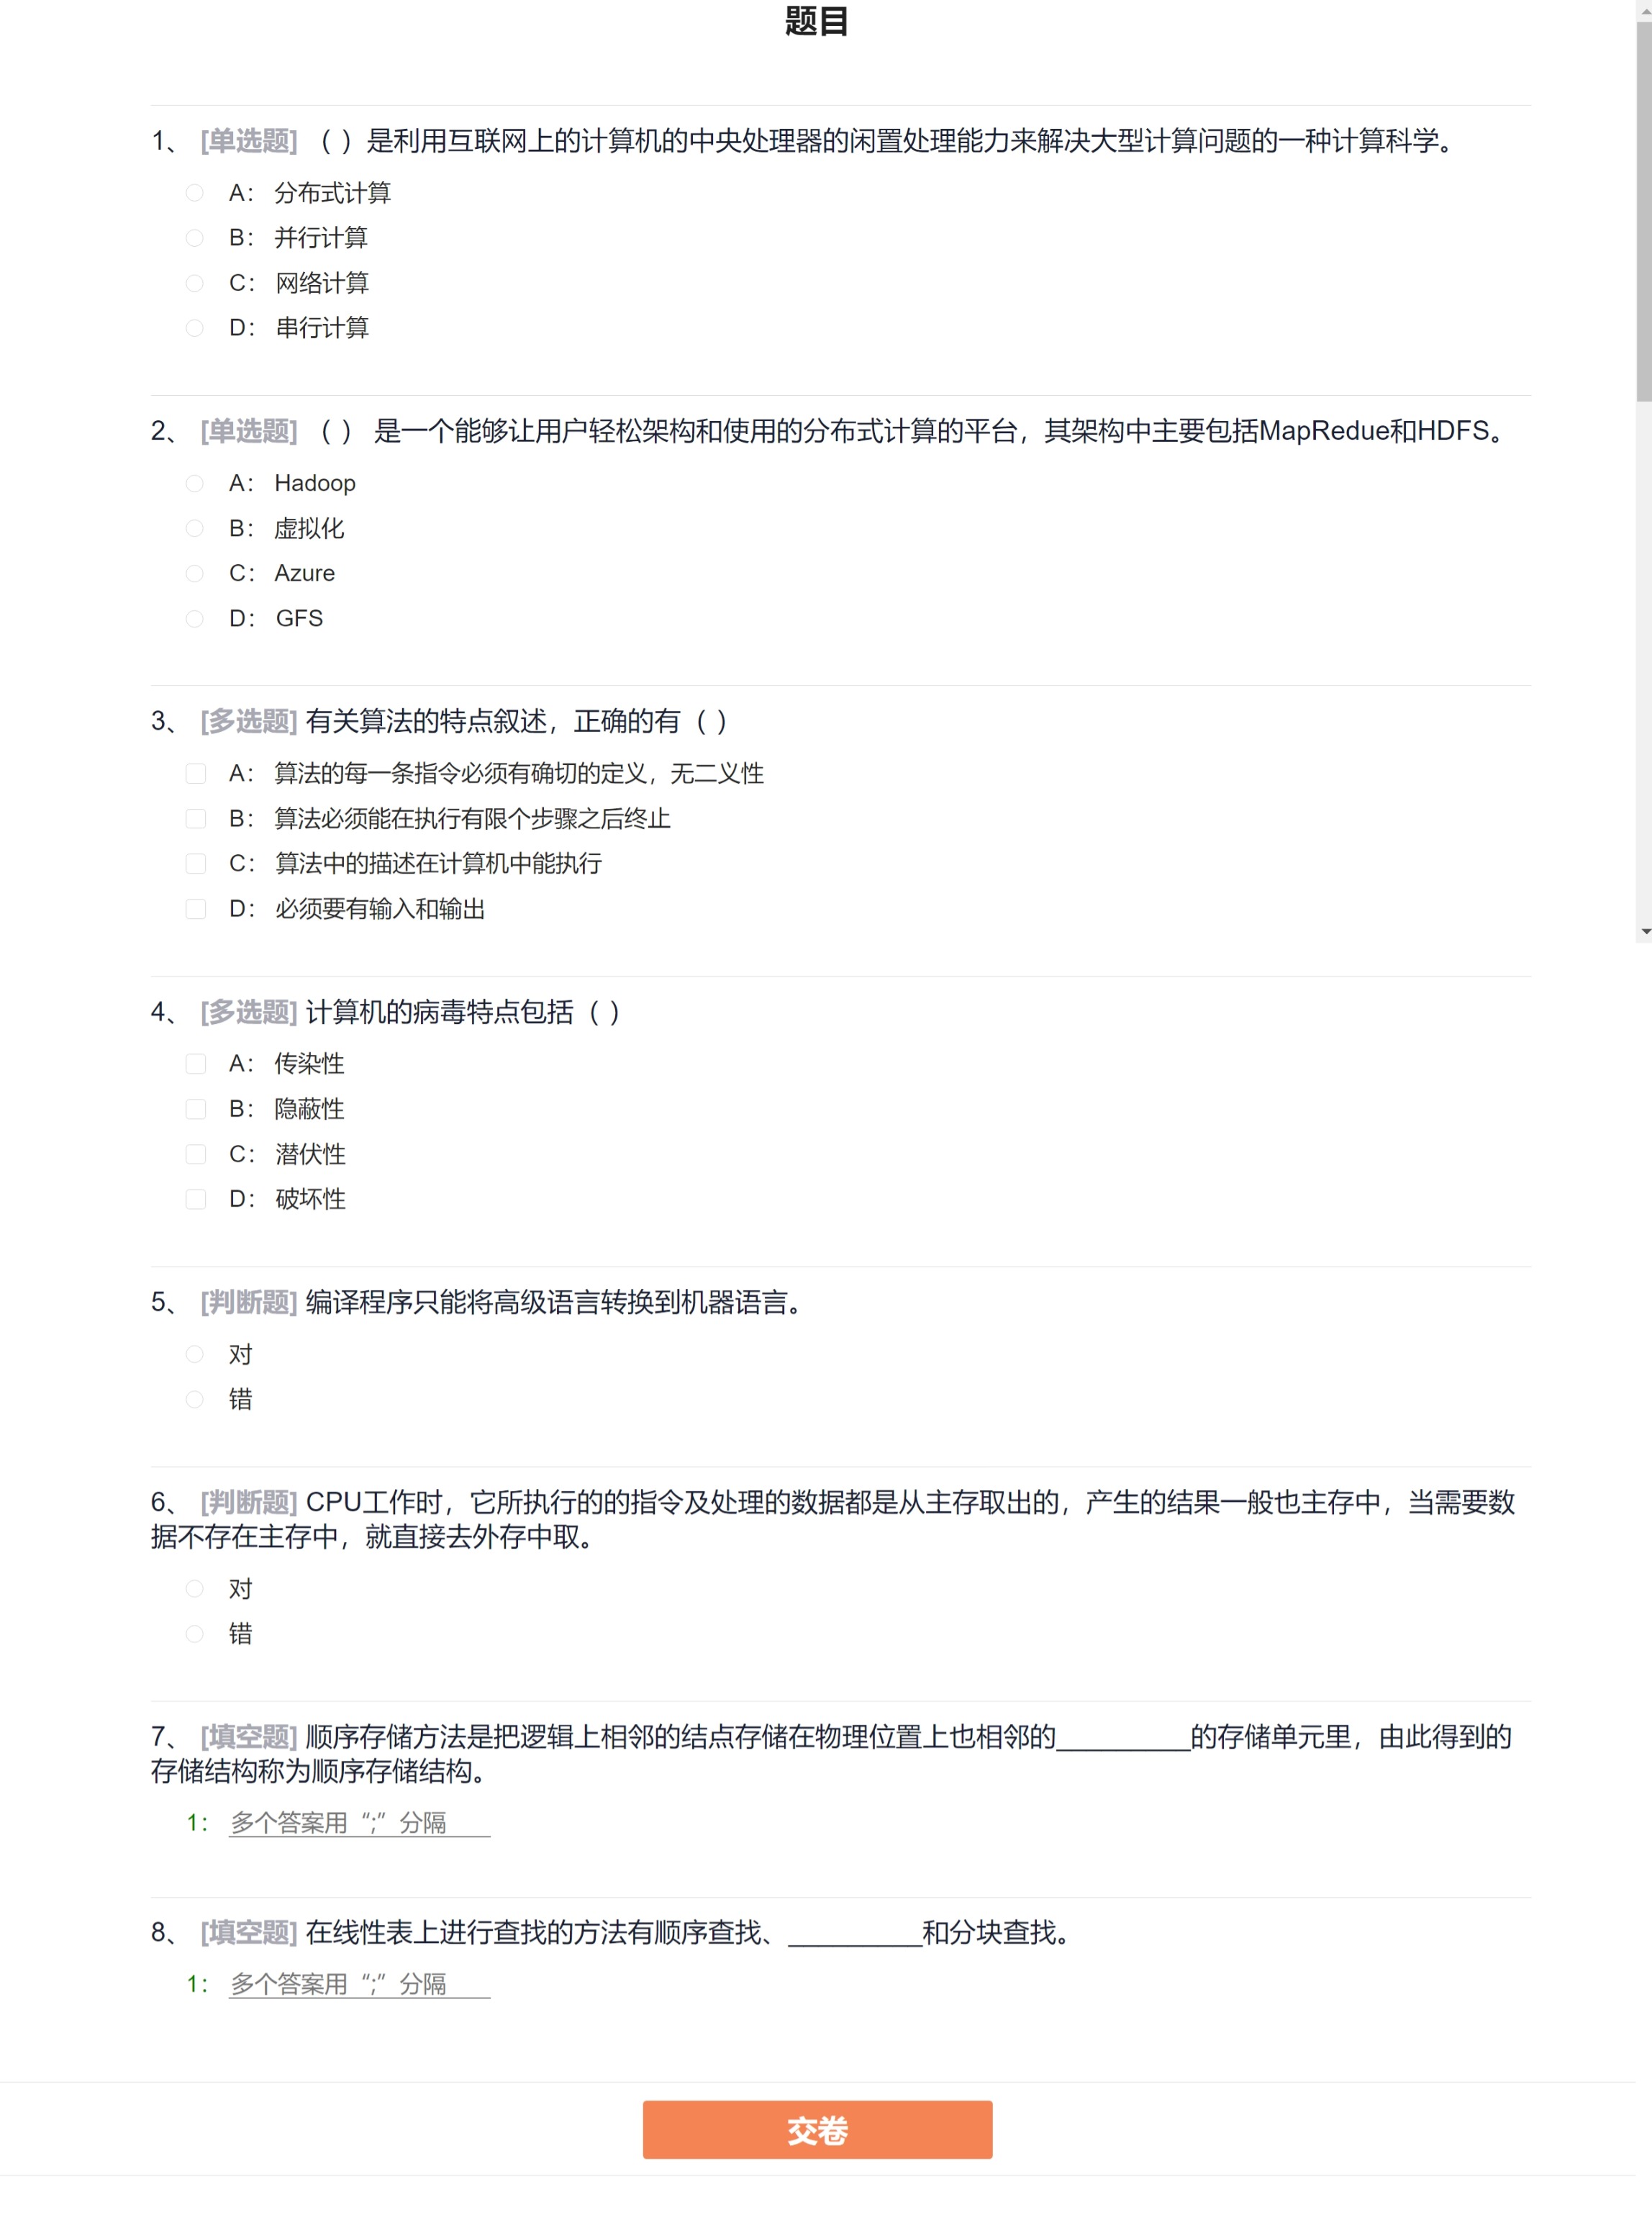 题目
1、 [单选题] （ ）是利用互联网上的计算机的中央处理器的闲置处理能力来解决大型计算问题的一种计算科学。
A： 分布式计算
B： 并行计算
C： 网络计算
D： 串行计算
2、 [单选题] （ ） 是一个能够让用户轻松架构和使用的分布式计算的平台，其架构中主要包括MapRedue和HDFS。
A： Hadoop
B： 虚拟化
C： Azure
D： GFS
3、 [多选题] 有关算法的特点叙述，正确的有（ ）
A： 算法的每一条指令必须有确切的定义，无二义性
B： 算法必须能在执行有限个步骤之后终止
C： 算法中的描述在计算机中能执行
D： 必须要有输入和输出
4、 [多选题] 计算机的病毒特点包括（ ）
A： 传染性
B： 隐蔽性
C： 潜伏性
D： 破坏性
5、 [判断题] 编译程序只能将高级语言转换到机器语言。
对
错
6、 [判断题] CPU工作时，它所执行的的指令及处理的数据都是从主存取出的，产生的结果一般也主存中，当需要数
据不存在主存中，就直接去外存中取。
对
错
7、 [填空题] 顺序存储方法是把逻辑上相邻的结点存储在物理位置上也相邻的__________的存储单元里，由此得到的
存储结构称为顺序存储结构。
1： 多个答案用“;”分隔
8、 [填空题] 在线性表上进行查找的方法有顺序查找、__________和分块查找。
1： 多个答案用“;”分隔
交卷